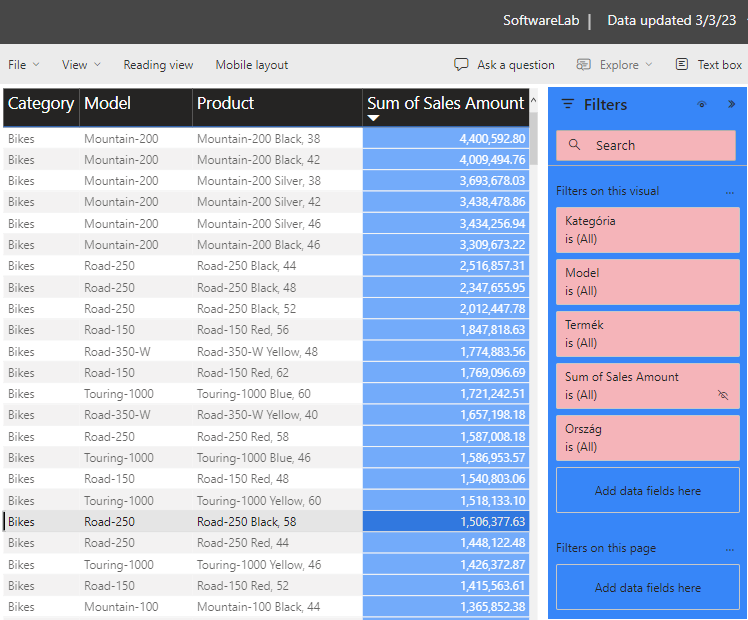 SoftwareLab | Data updated 3/3/23
File View Reading view Mobile layout Ask a question Explore Text box
Category Model Product Sum of Sales Amount
Bikes Mountain-200 Mountain-200 Black, 38 4,400,592.80
Bikes Mountain-200 Mountain-200 Black, 42 4,009,494.76
Bikes Mountain-200 Mountain-200 Silver, 38 3,693,678.03
Bikes Mountain-200 Mountain-200 Silver, 42 3,438,478.86
Bikes Mountain-200 Mountain-200 Silver, 46 3,434,256.94
Bikes Mountain-200 Mountain-200 Black, 46 3,309,673.22
Bikes Road-250 Road-250 Black, 44 2,516,857.31
Bikes Road-250 Road-250 Black, 48 2,347,655.95
Bikes Road-250 Road-250 Black, 52 2,012,447.78
Bikes Road-150 Road-150 Red, 56 1,847,818.63
Bikes Road-350-W Road-350-W Yellow, 48 1,774,883.56
Bikes Road-150 Road-150 Red, 62 1,769,096.69
Bikes Touring-1000 Touring-1000 Blue, 60 1,721,242.51
Bikes Road-350-W Road-350-W Yellow, 40 1,657,198.18
Bikes Road-250 Road-250 Red, 58 1,587,008.18
Bikes Touring-1000 Touring-1000 Blue, 46 1,586,953.57
Bikes Road-150 Road-150 Red, 48 1,540,803.06
Bikes Touring-1000 Touring-1000 Yellow, 60 1,518,133.10
Bikes Road-250 Road-250 Black, 58 1,506,377.63
Bikes Road-250 Road-250 Red, 44 1,448,122.48
Bikes Touring-1000 Touring-1000 Yellow, 46 1,426,372.87
Bikes Road-150 Road-150 Red, 52 1,415,563.61
Bikes Mountain-100 Mountain-100 Black, 44 1,365,852.38
Filters
Search
Filters on this visual ...
Kategória
is (All)
Model
is (All)
Termék
is (All)
Sum of Sales Amount
is (All)
Ország
is (All)
Add data fields here
Filters on this page ...
Add data fields here